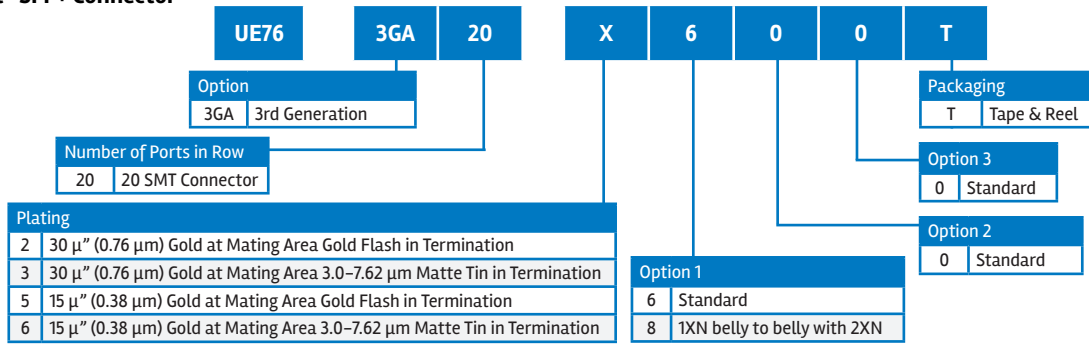 UE76 3GA 20 X 6 0 0 T
Option
3GA 3rd Generation
Packaging
T Tape & Reel
Number of Ports in Row
20 20 SMT Connector
Option 3
0 Standard
Plating
2 30 μ” (0.76 μm) Gold at Mating Area Gold Flash in Termination
3 30 μ” (0.76 μm) Gold at Mating Area 3.0–7.62 μm Matte Tin in Termination
5 15 μ” (0.38 μm) Gold at Mating Area Gold Flash in Termination
6 15 μ” (0.38 μm) Gold at Mating Area 3.0–7.62 μm Matte Tin in Termination
Option 2
0 Standard
Option 1
6 Standard
8 1XN belly to belly with 2XN